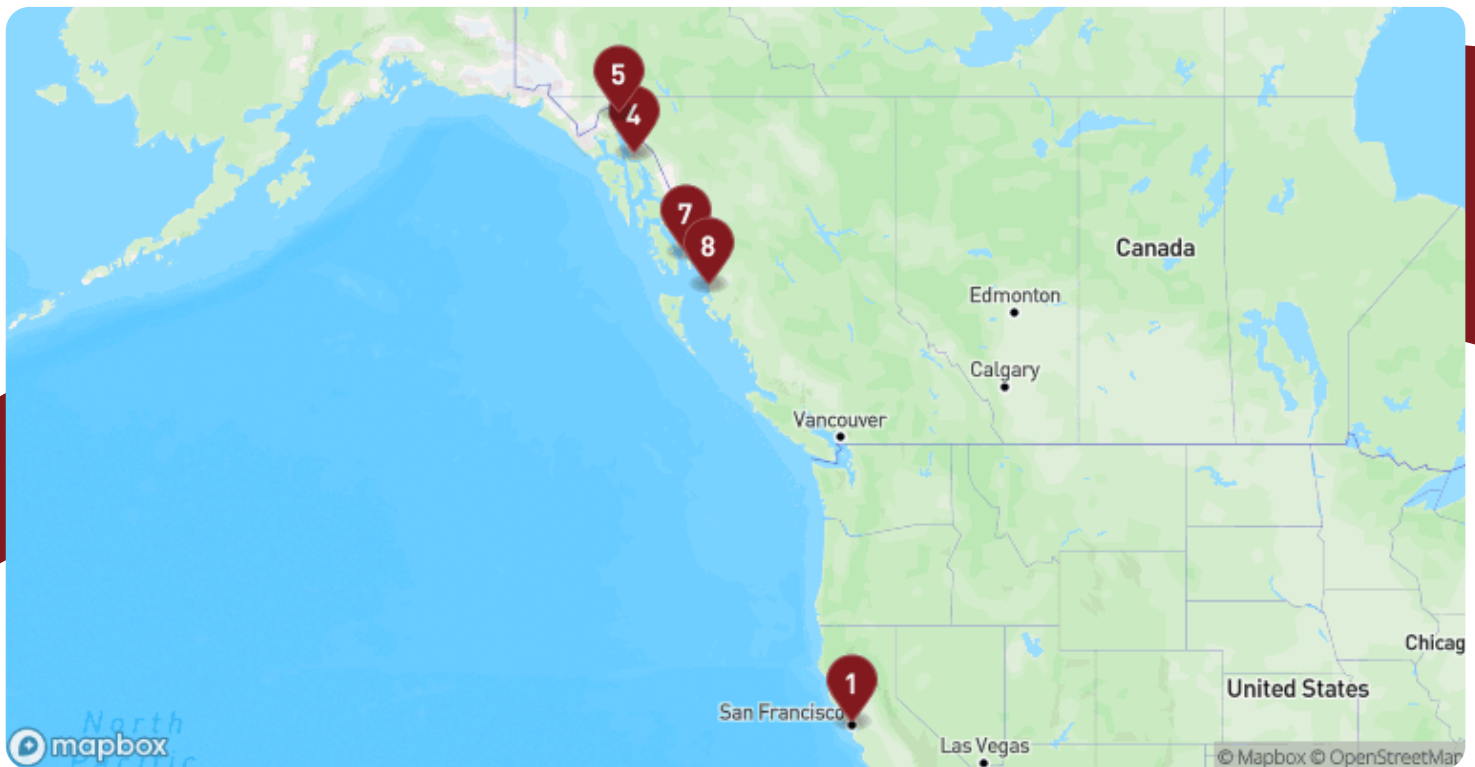 5
4
7
8
Canada
Edmonton
Calgary
Vancouver
Chicag
1
United States
San Francisco
North
Pacific
Las Vegas
mapbox
© Mapbox © OpenStreetMap